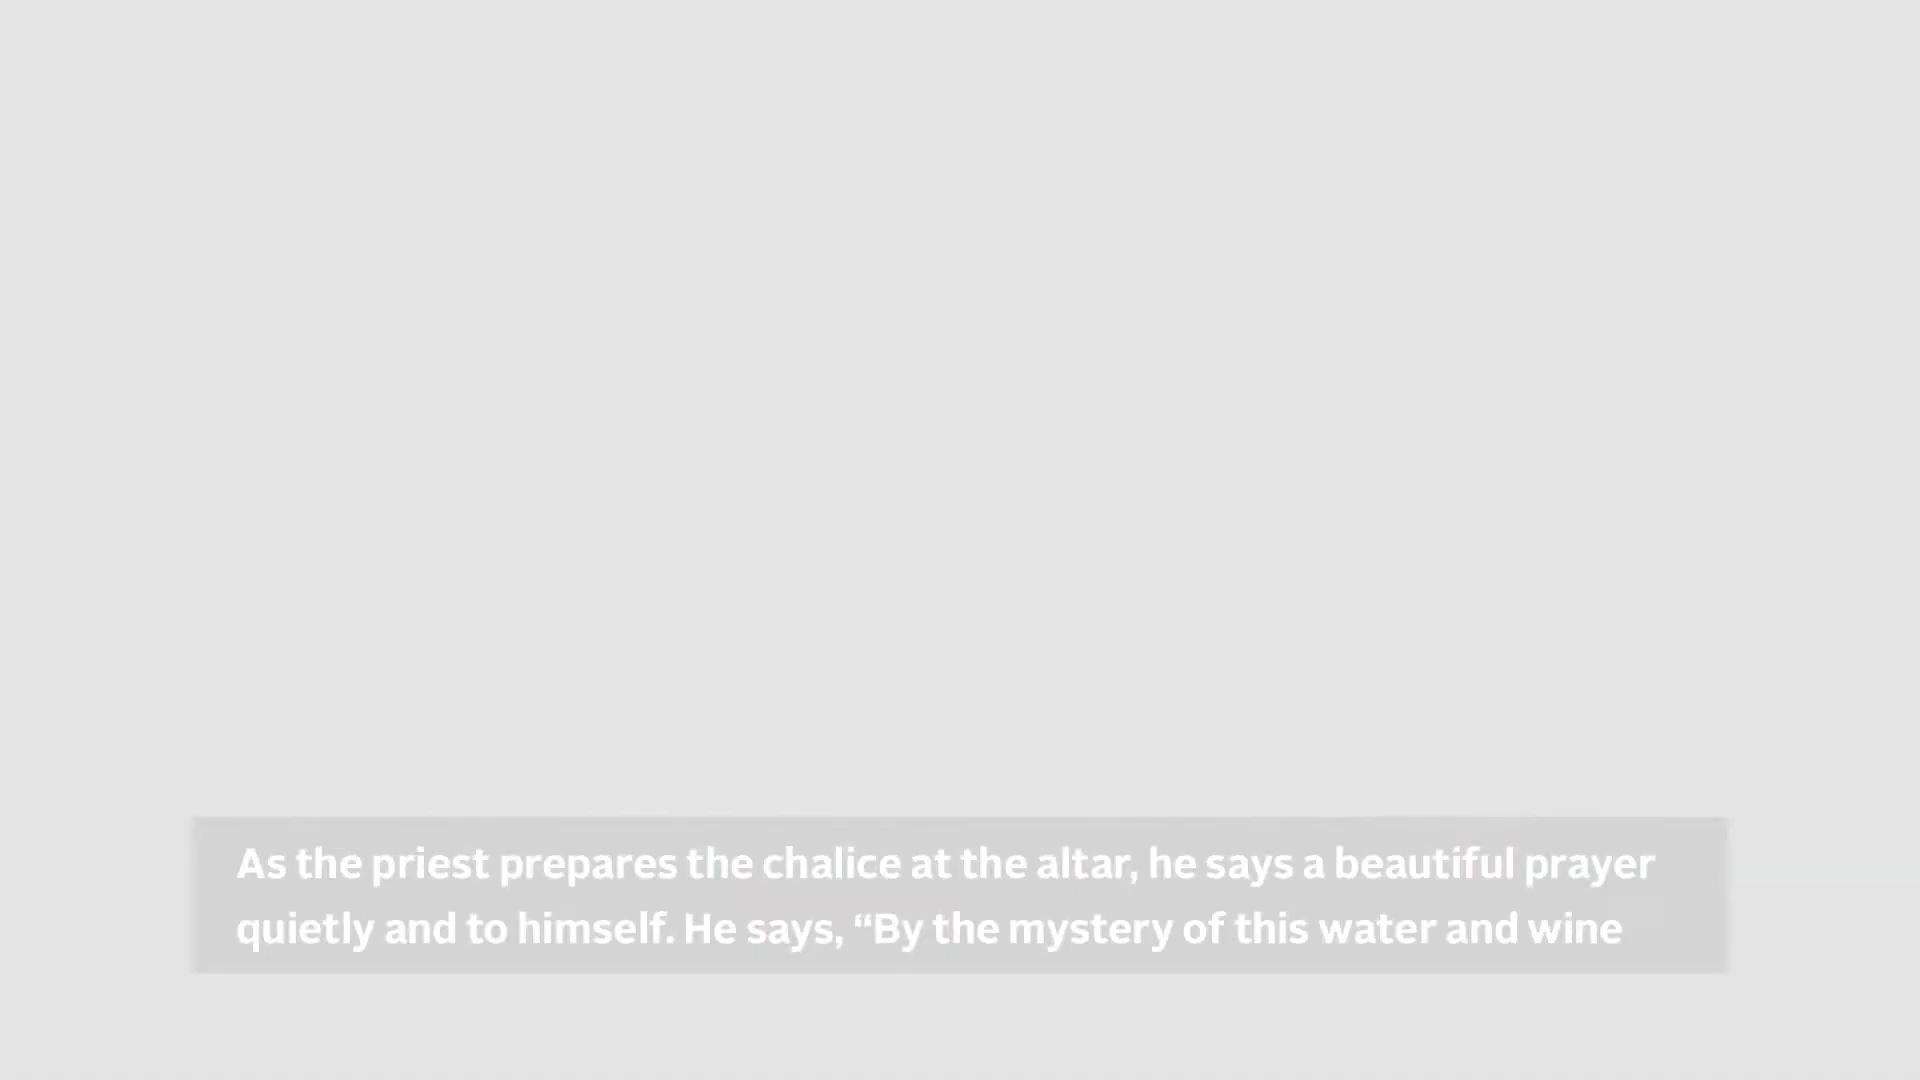 As the priest prepares the chalice at the altar, he says a beautiful prayer
quietly and to himself. He says, “By the mystery of this water and wine